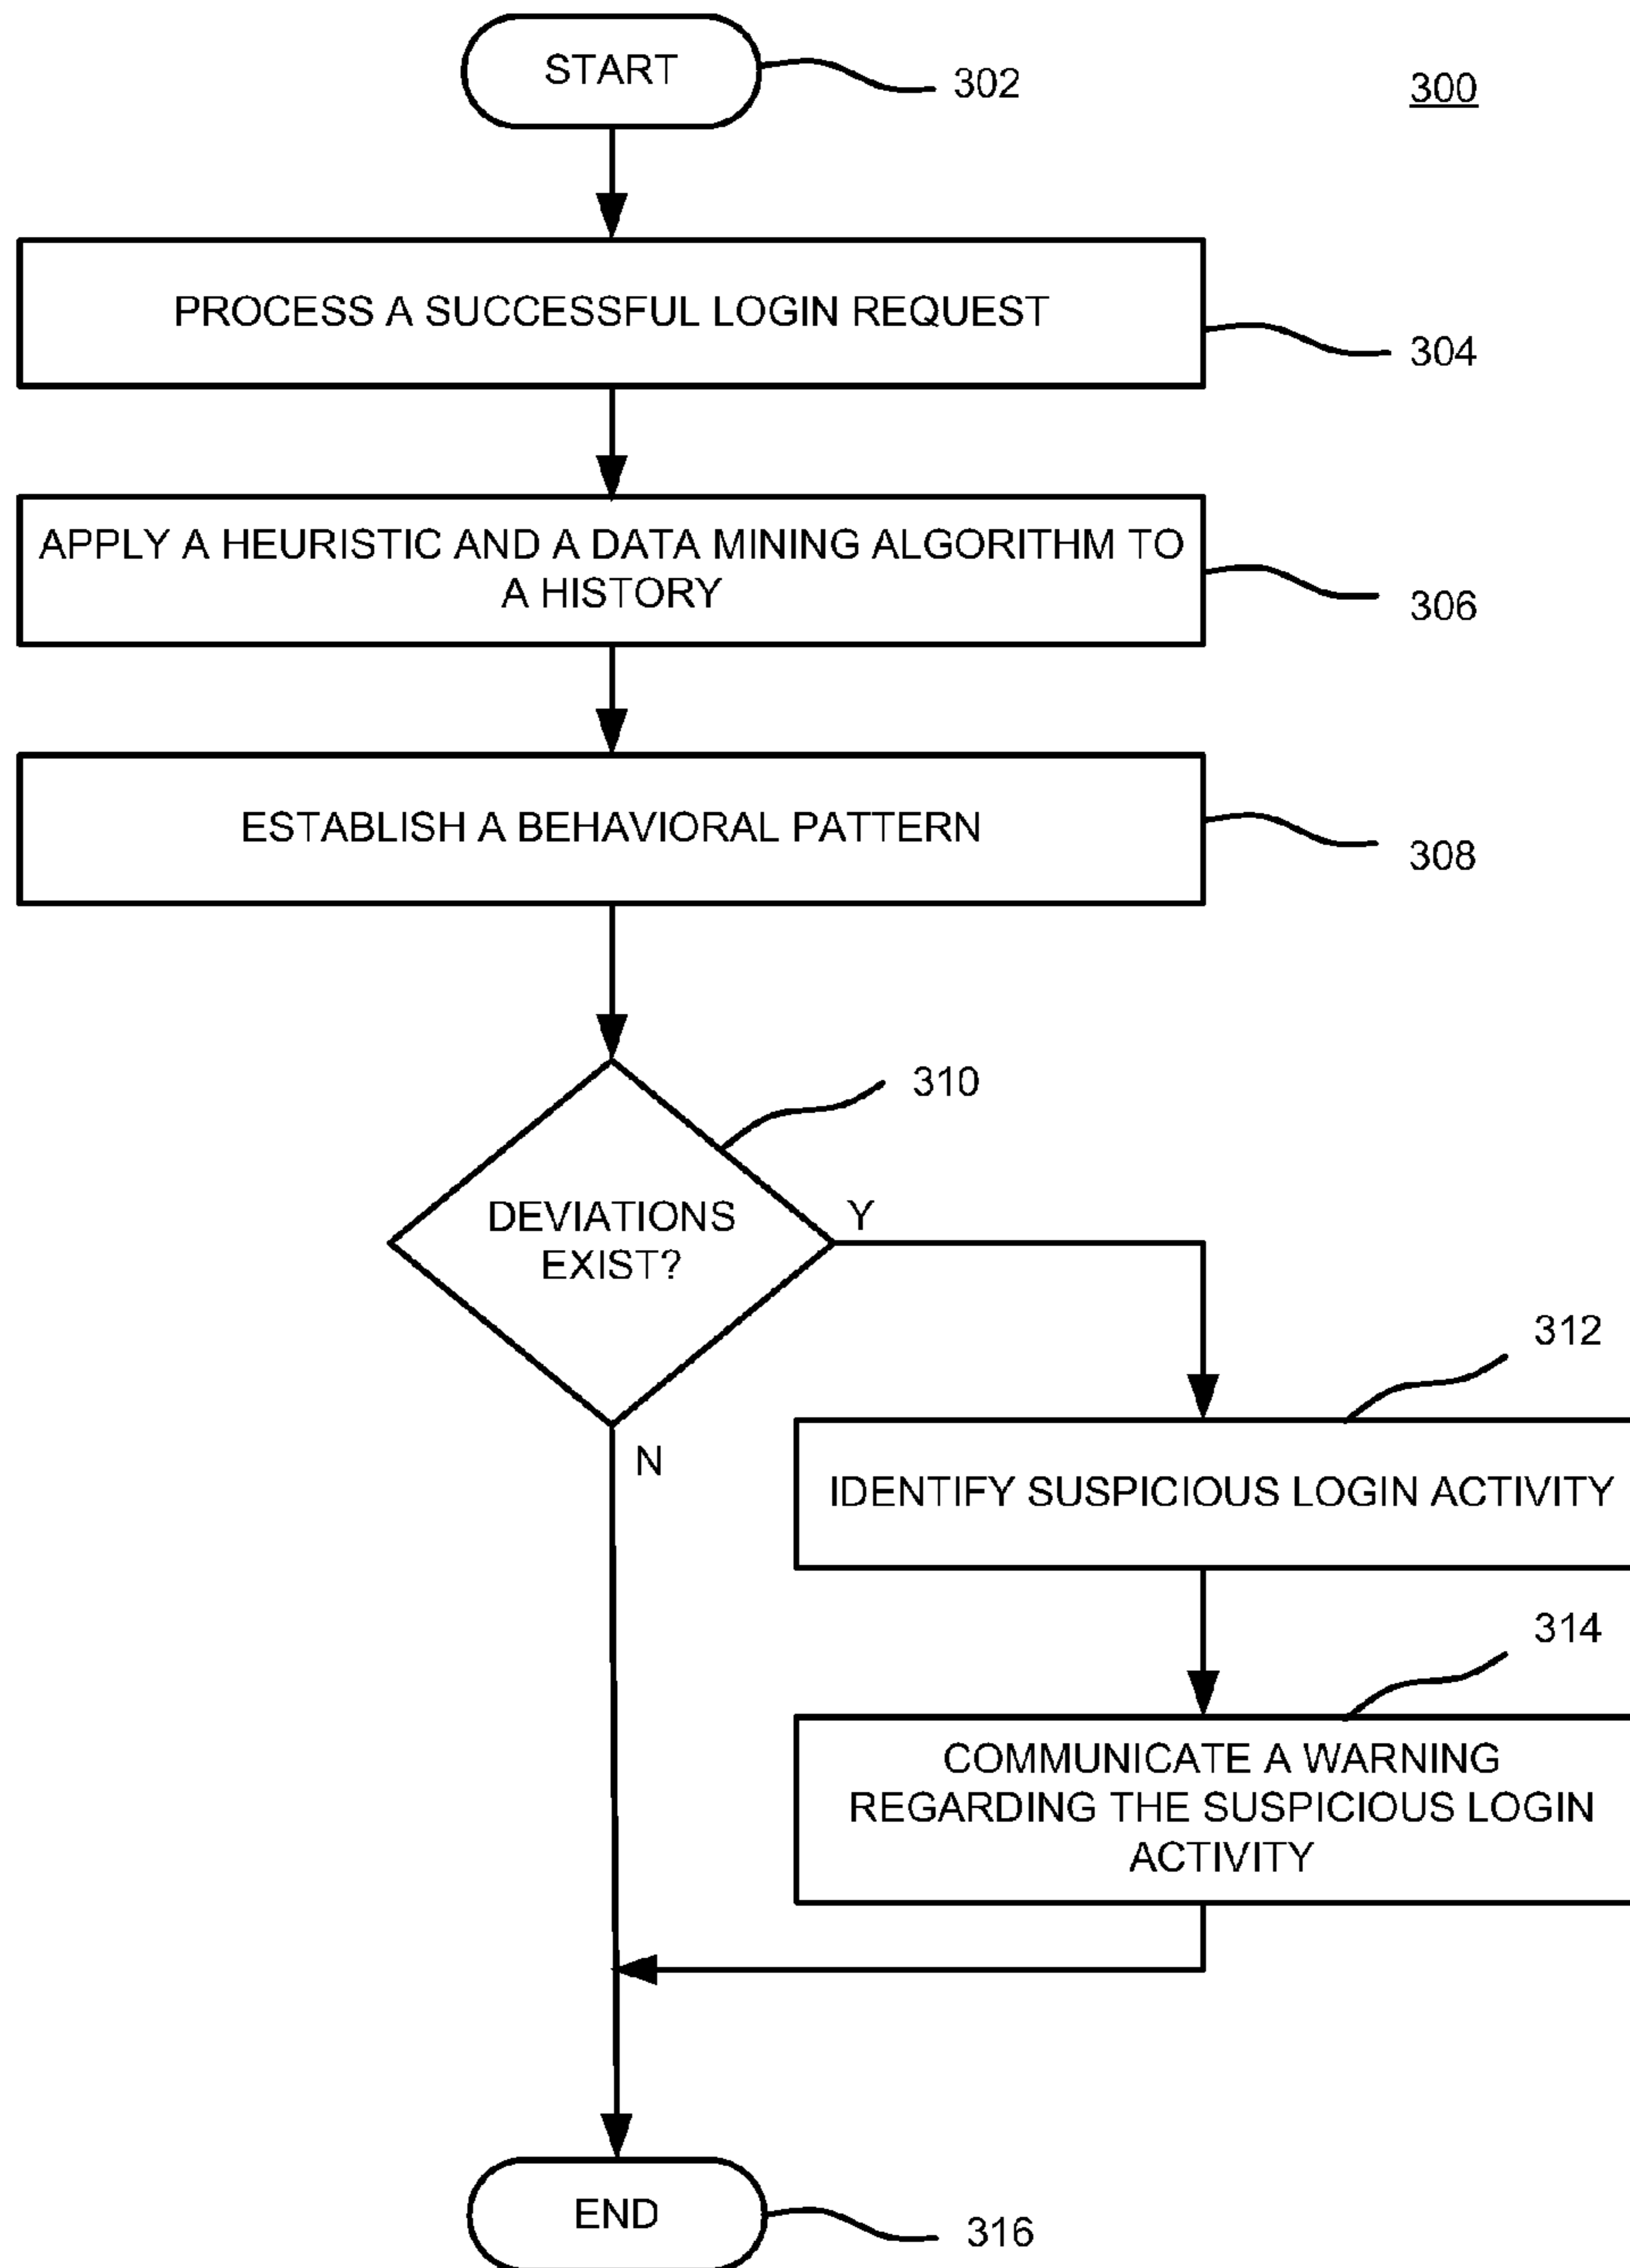 START
302
300
PROCESS A SUCCESSFUL LOGIN REQUEST
304
APPLY A HEURISTIC AND A DATA MINING ALGORITHM TO
A HISTORY
306
ESTABLISH A BEHAVIORAL PATTERN
308
310
DEVIATIONS
EXIST?
Y
N
312
IDENTIFY SUSPICIOUS LOGIN ACTIVITY
314
COMMUNICATE A WARNING
REGARDING THE SUSPICIOUS LOGIN
ACTIVITY
END
316